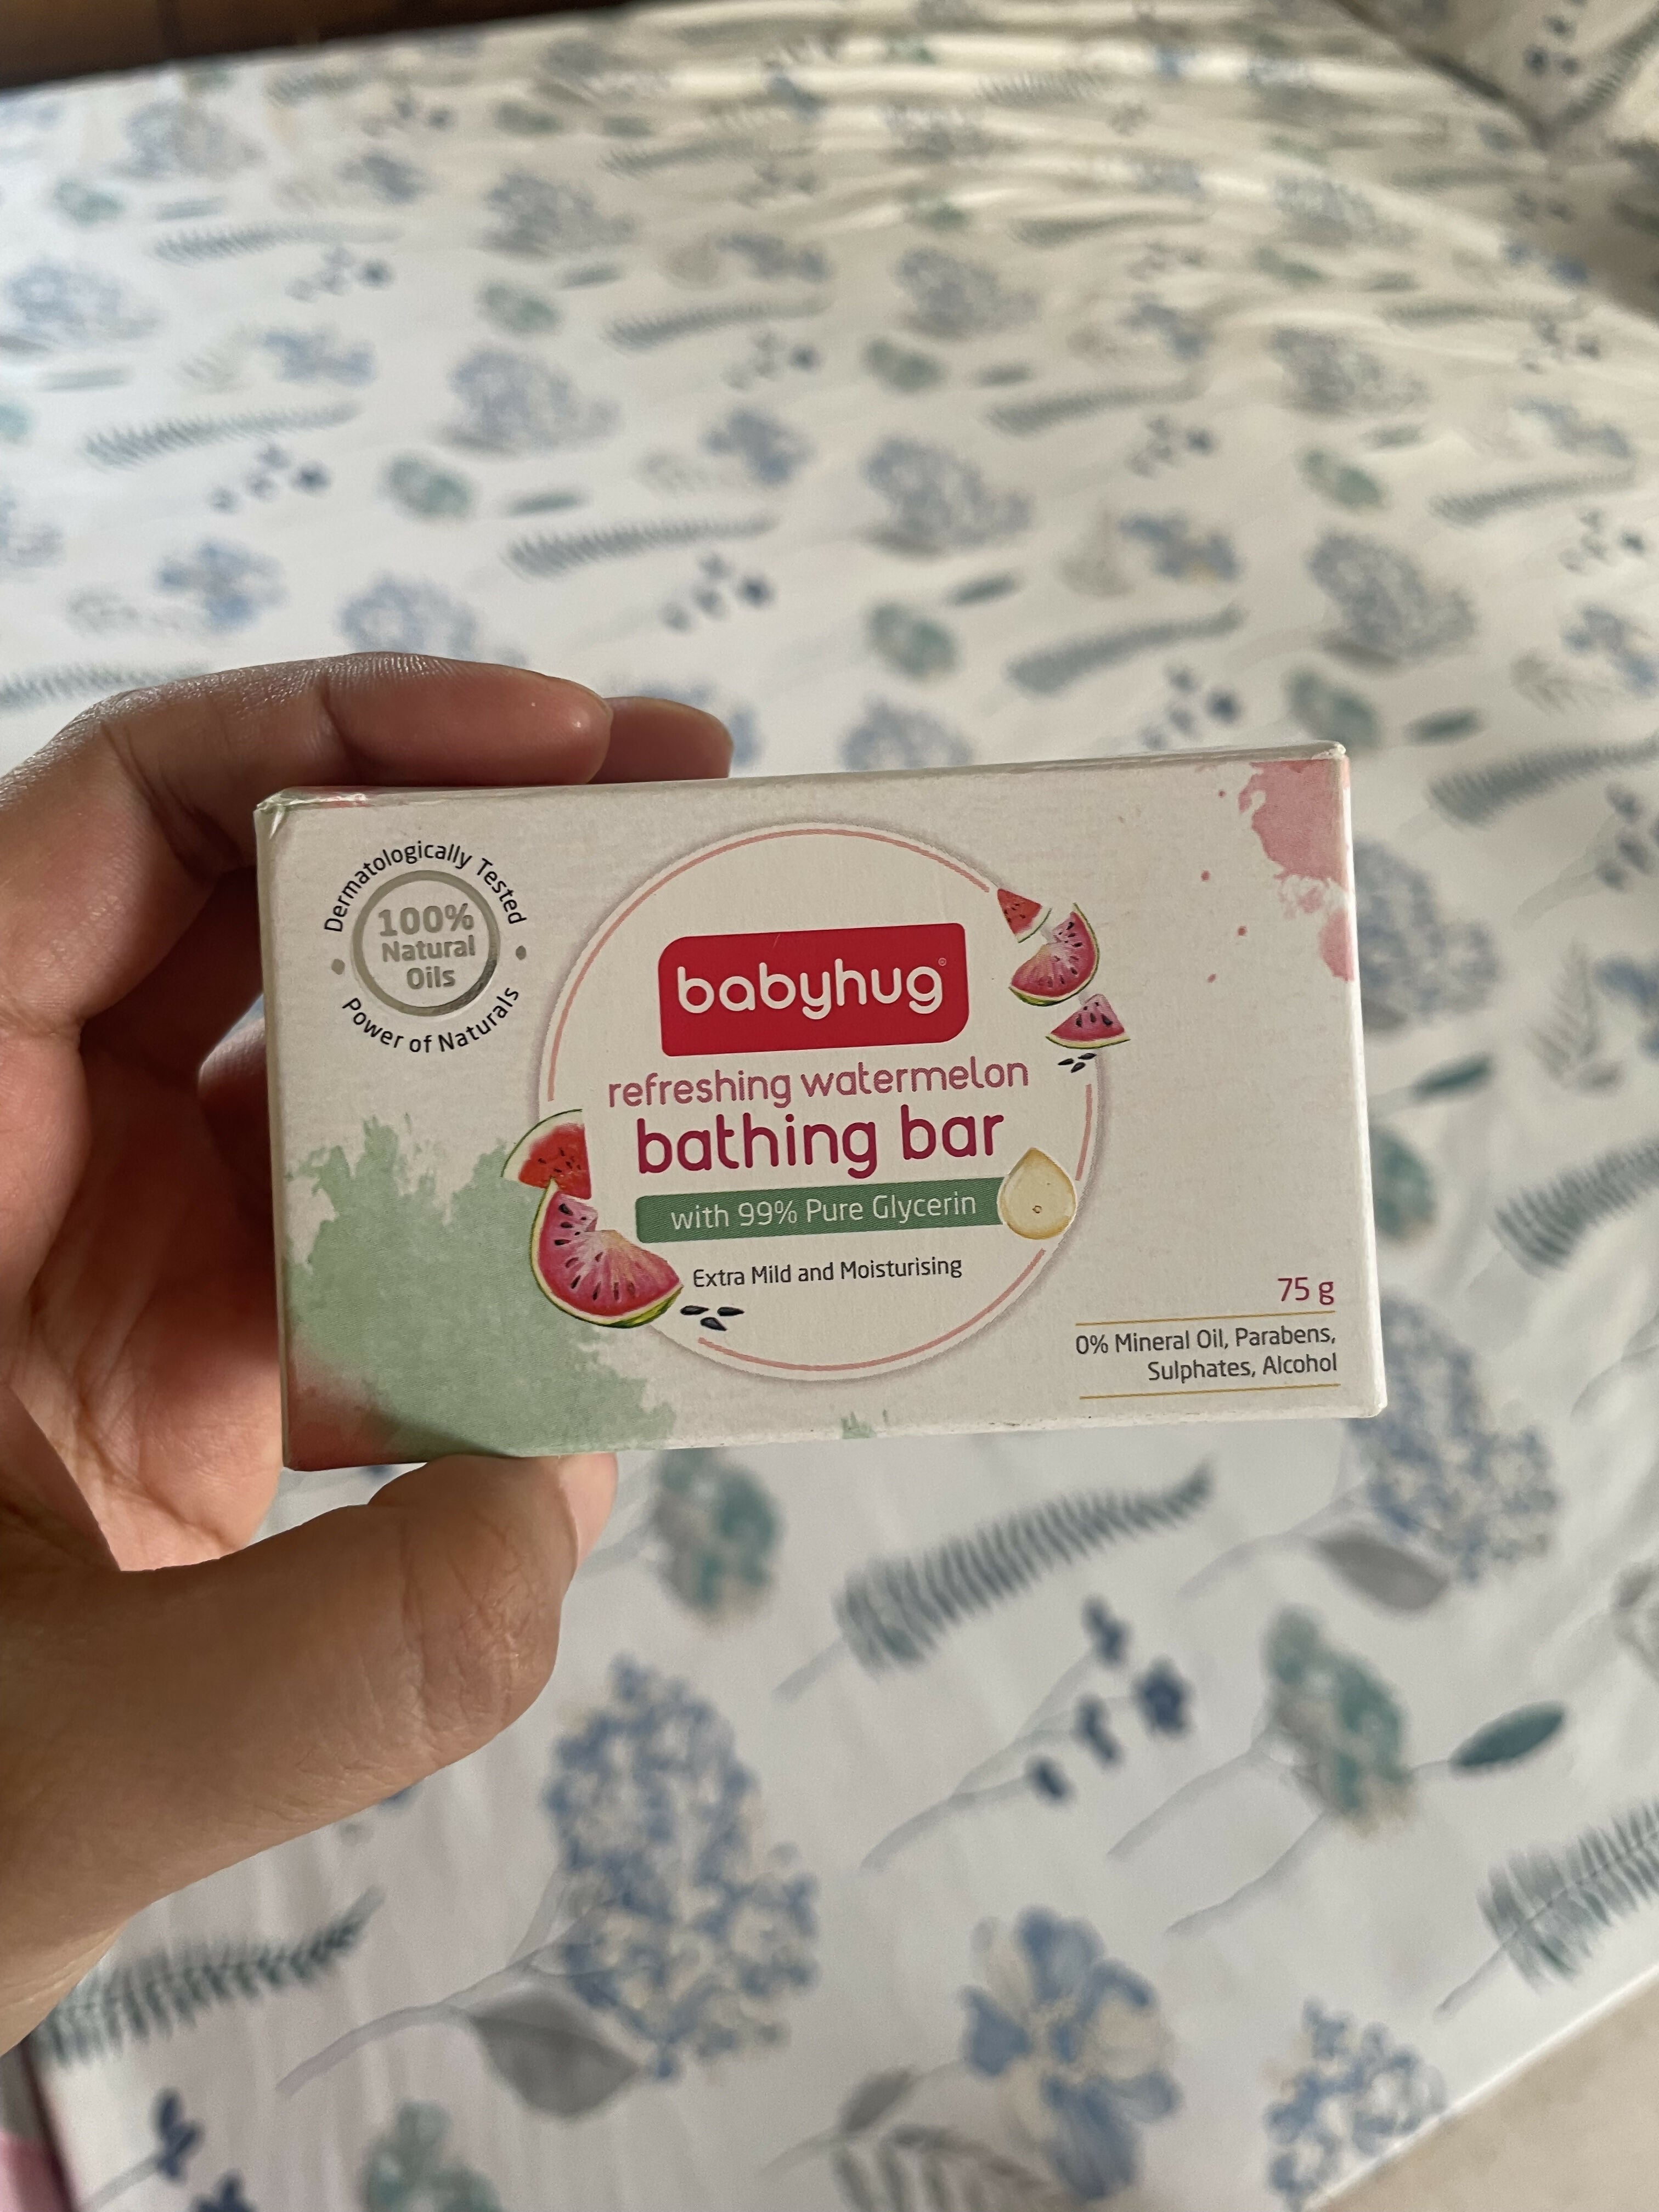 Dermatologically Tested
100%
Natural
Oils
Power of Naturals
babyhug®
refreshing watermelon
bathing bar
with 99% Pure Glycerin
Extra Mild and Moisturising
75 g
0% Mineral Oil, Parabens,
Sulphates, Alcohol